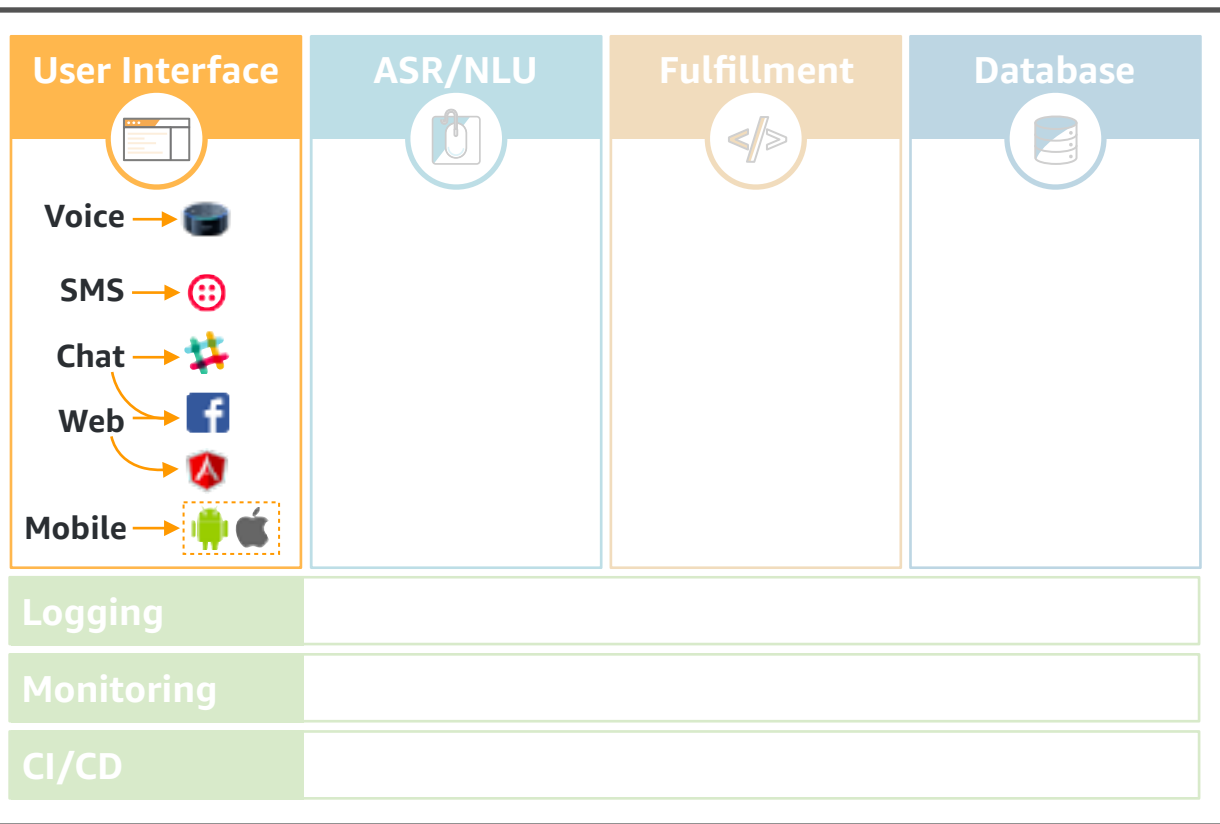 User Interface
ASR/NLU
Fulfillment
Database
Voice
SMS
Chat
Web
Mobile
Logging
Monitoring
CI/CD